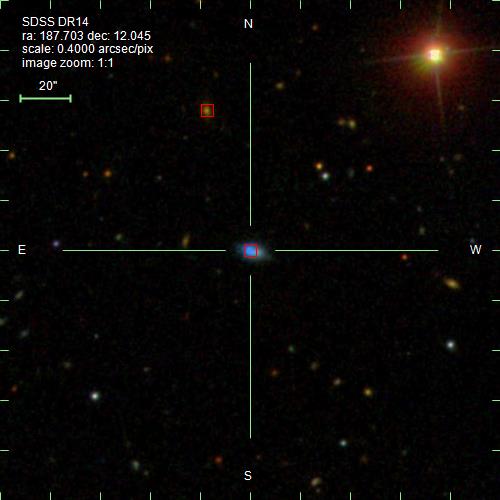 SDSS DR14
ra: 187.703 dec: 12.045
scale: 0.4000 arcsec/pix
image zoom: 1:1
20"
N
E
W
S